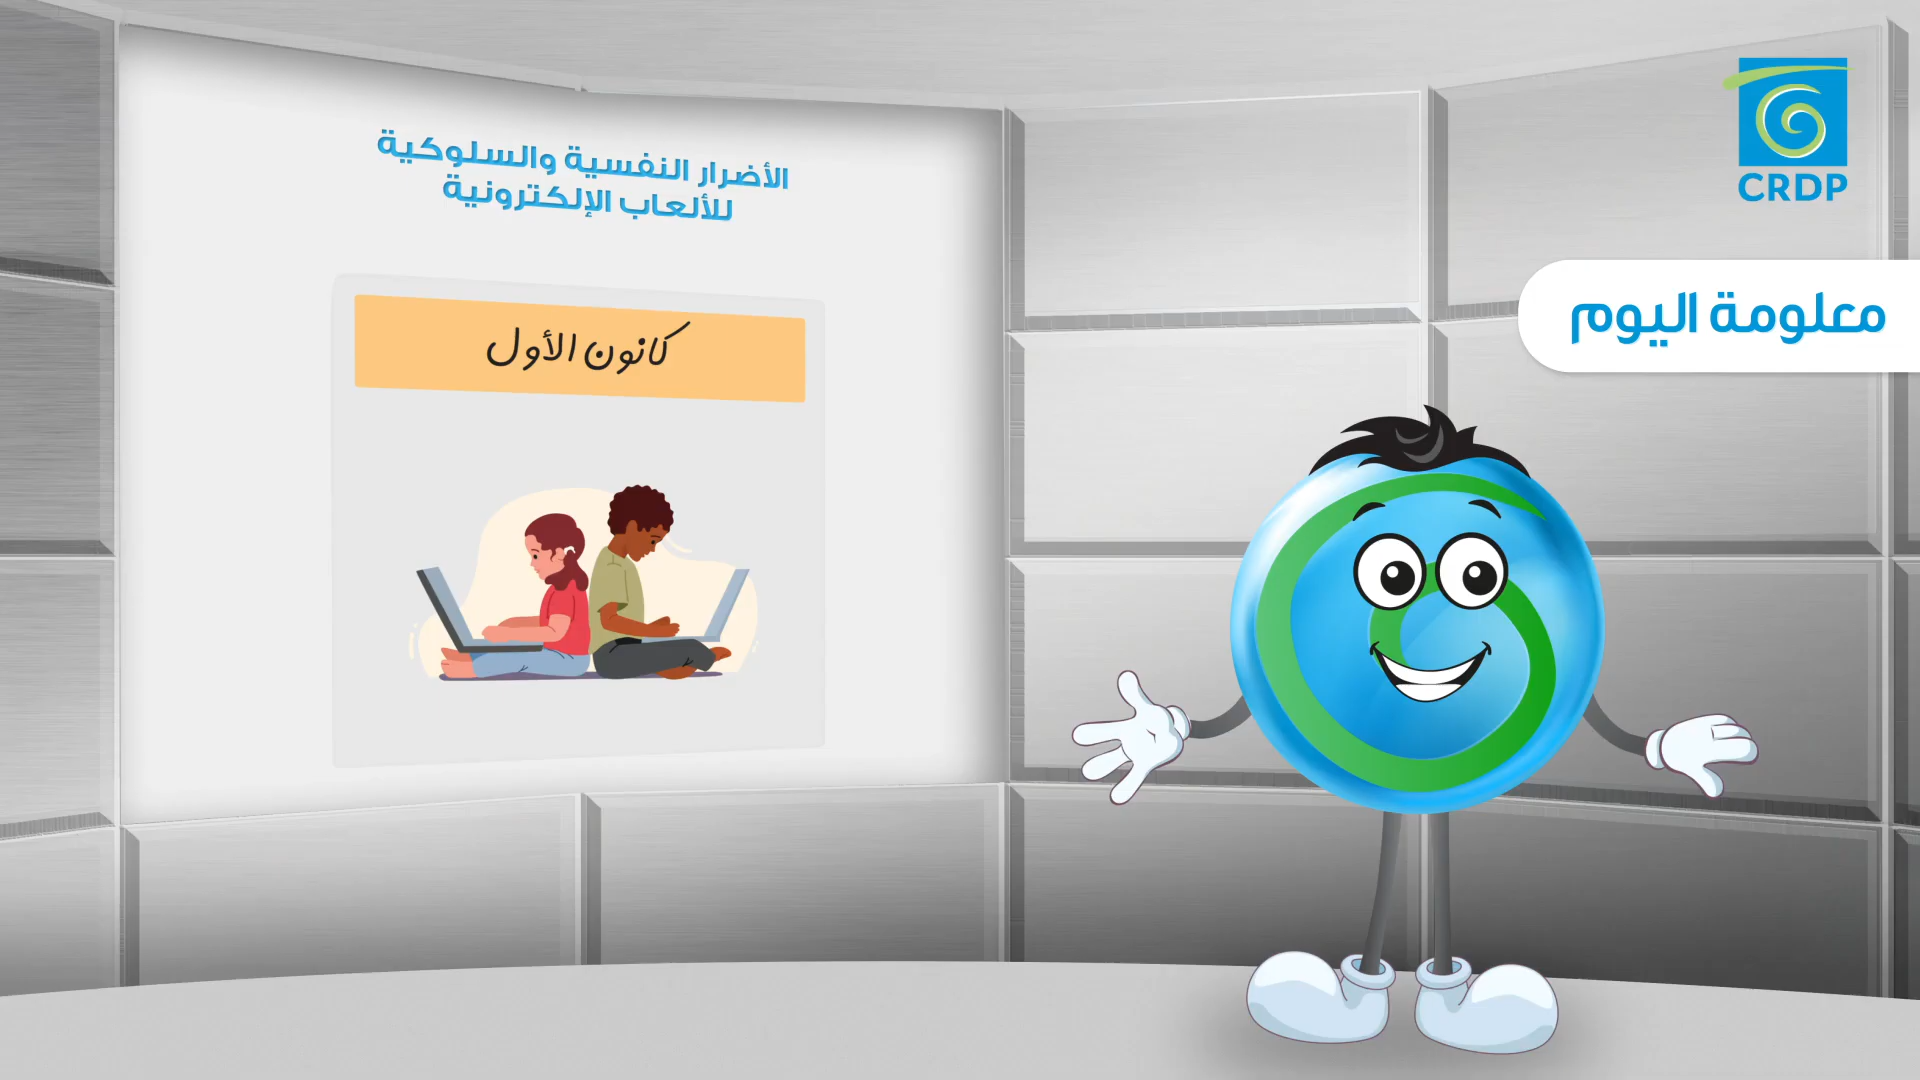 الأضرار النفسية والسلوكية
للألعاب الإلكترونية
كانون الأول
CRDP
معلومة اليوم